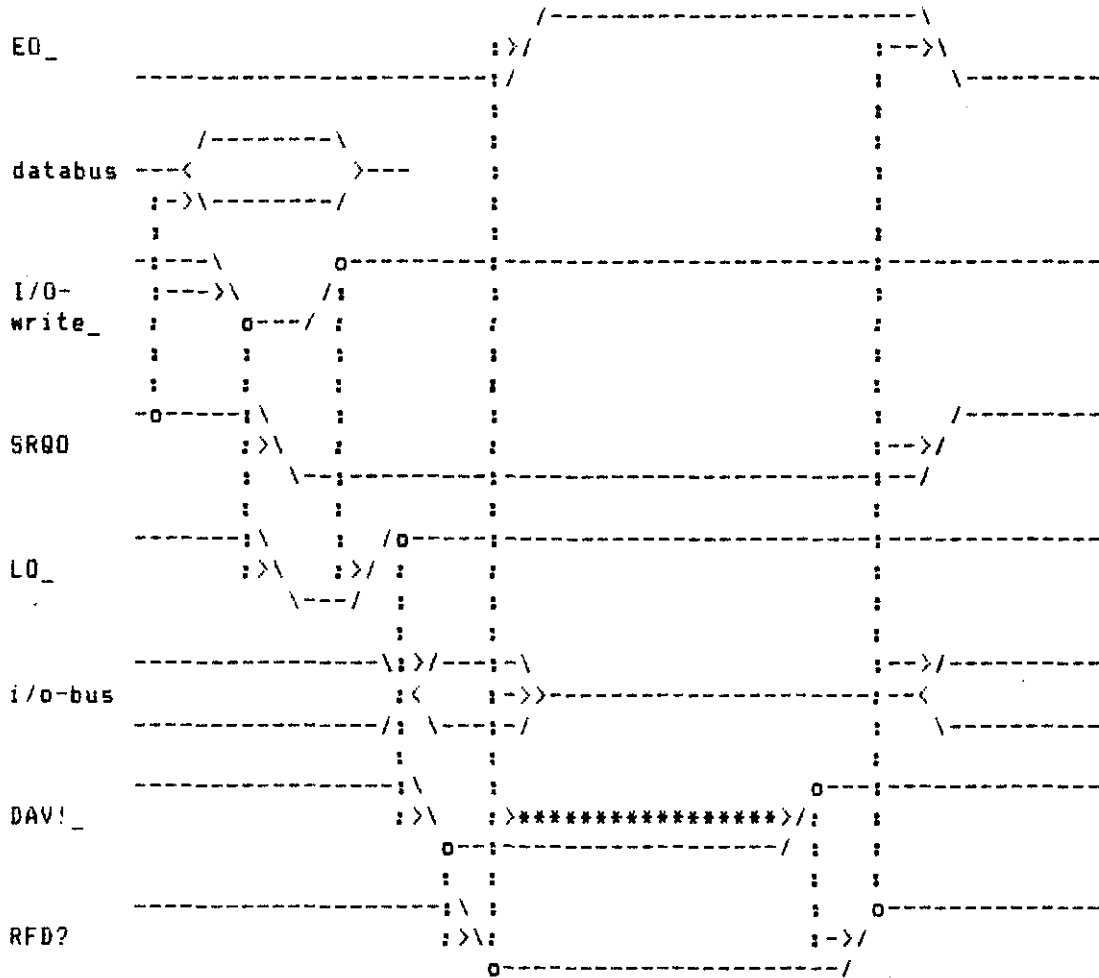 EO_
databus
I/O-
write_
SRQO
LO_
i/o-bus
DAV!_
RFD?